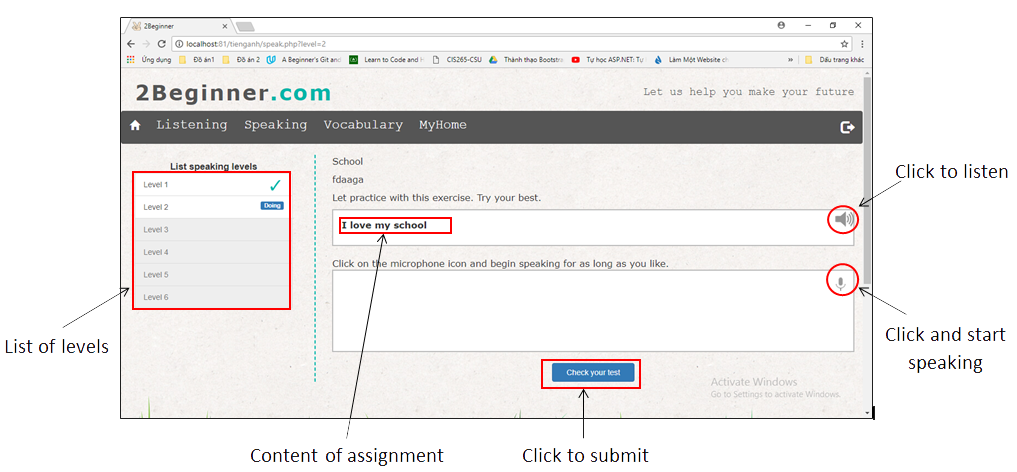 2Beginner
localhost:81/tienganh/speak.php?level=2
Ứng dụng Đồ án1 Đồ án 2 A Beginner's Git and Learn to Code and H CIS265-CSU Thành thạo Bootstra Tự học ASP.NET: Tự Làm Một Website ch » Dấu trang khác
2Beginner.com
Let us help you make your future
Listening Speaking Vocabulary MyHome
List speaking levels
Level 1
Level 2 Doing
Level 3
Level 4
Level 5
Level 6
School
fdaaga
Let practice with this exercise. Try your best.
I love my school
Click on the microphone icon and begin speaking for as long as you like.
Check your test
Activate Windows
Go to Settings to activate Windows.
Click to listen
Click and start
speaking
List of levels
Content of assignment
Click to submit